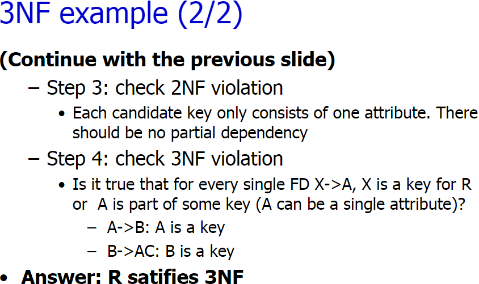 3NF example (2/2)
(Continue with the previous slide)
– Step 3: check 2NF violation
• Each candidate key only consists of one attribute. There
should be no partial dependency
– Step 4: check 3NF violation
• Is it true that for every single FD X->A, X is a key for R
or A is part of some key (A can be a single attribute)?
– A->B: A is a key
– B->AC: B is a key
• Answer: R satifies 3NF